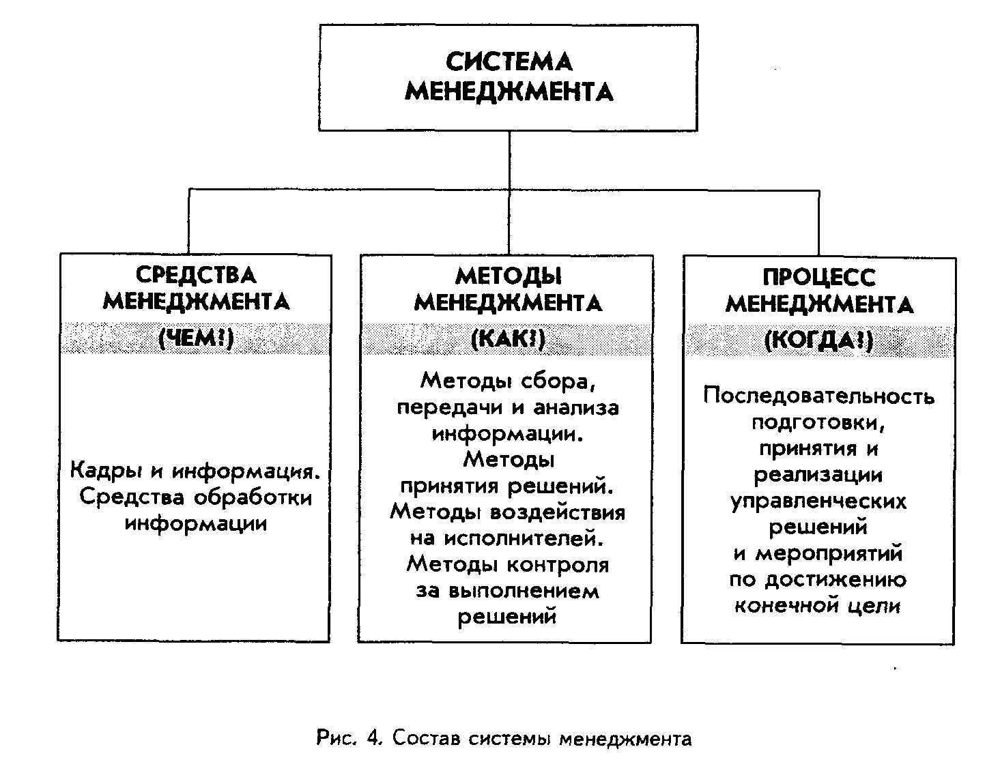 СИСТЕМА
МЕНЕДЖМЕНТА
СРЕДСТВА
МЕНЕДЖМЕНТА
(ЧЕМ?)
Кадры и информация.
Средства обработки
информации
МЕТОДЫ
МЕНЕДЖМЕНТА
(КАК?)
Методы сбора,
передачи и анализа
информации.
Методы
принятия решений.
Методы воздействия
на исполнителей.
Методы контроля
за выполнением
решений
ПРОЦЕСС
МЕНЕДЖМЕНТА
(КОГДА?)
Последовательность
подготовки,
принятия и
реализации
управленческих
решений
и мероприятий
по достижению
конечной цели
Рис. 4. Состав системы менеджмента